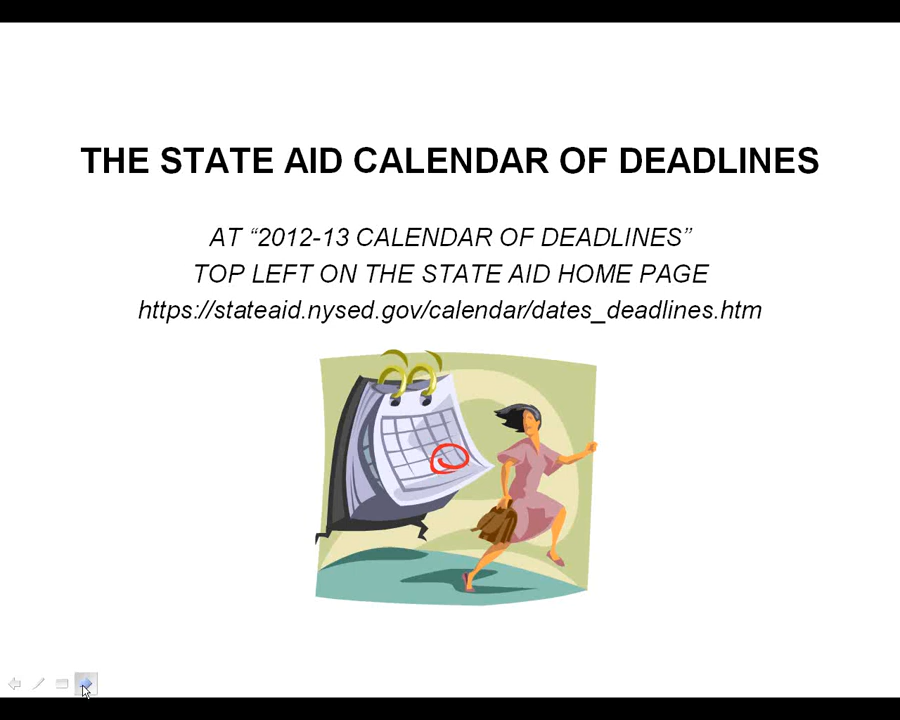 THE STATE AID CALENDAR OF DEADLINES
AT “2012-13 CALENDAR OF DEADLINES”
TOP LEFT ON THE STATE AID HOME PAGE
https://stateaid.nysed.gov/calendar/dates_deadlines.htm